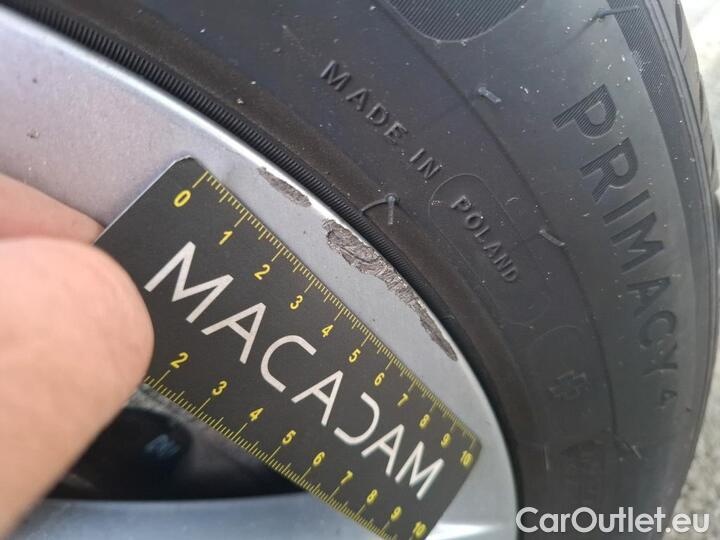 MADE IN POLAND
PRIMACY 4
0 1 2 3 4 5 6 7 8 9 10
MACADAM
2 3 4 5 6 7 8 9 10
CarOutlet.eu